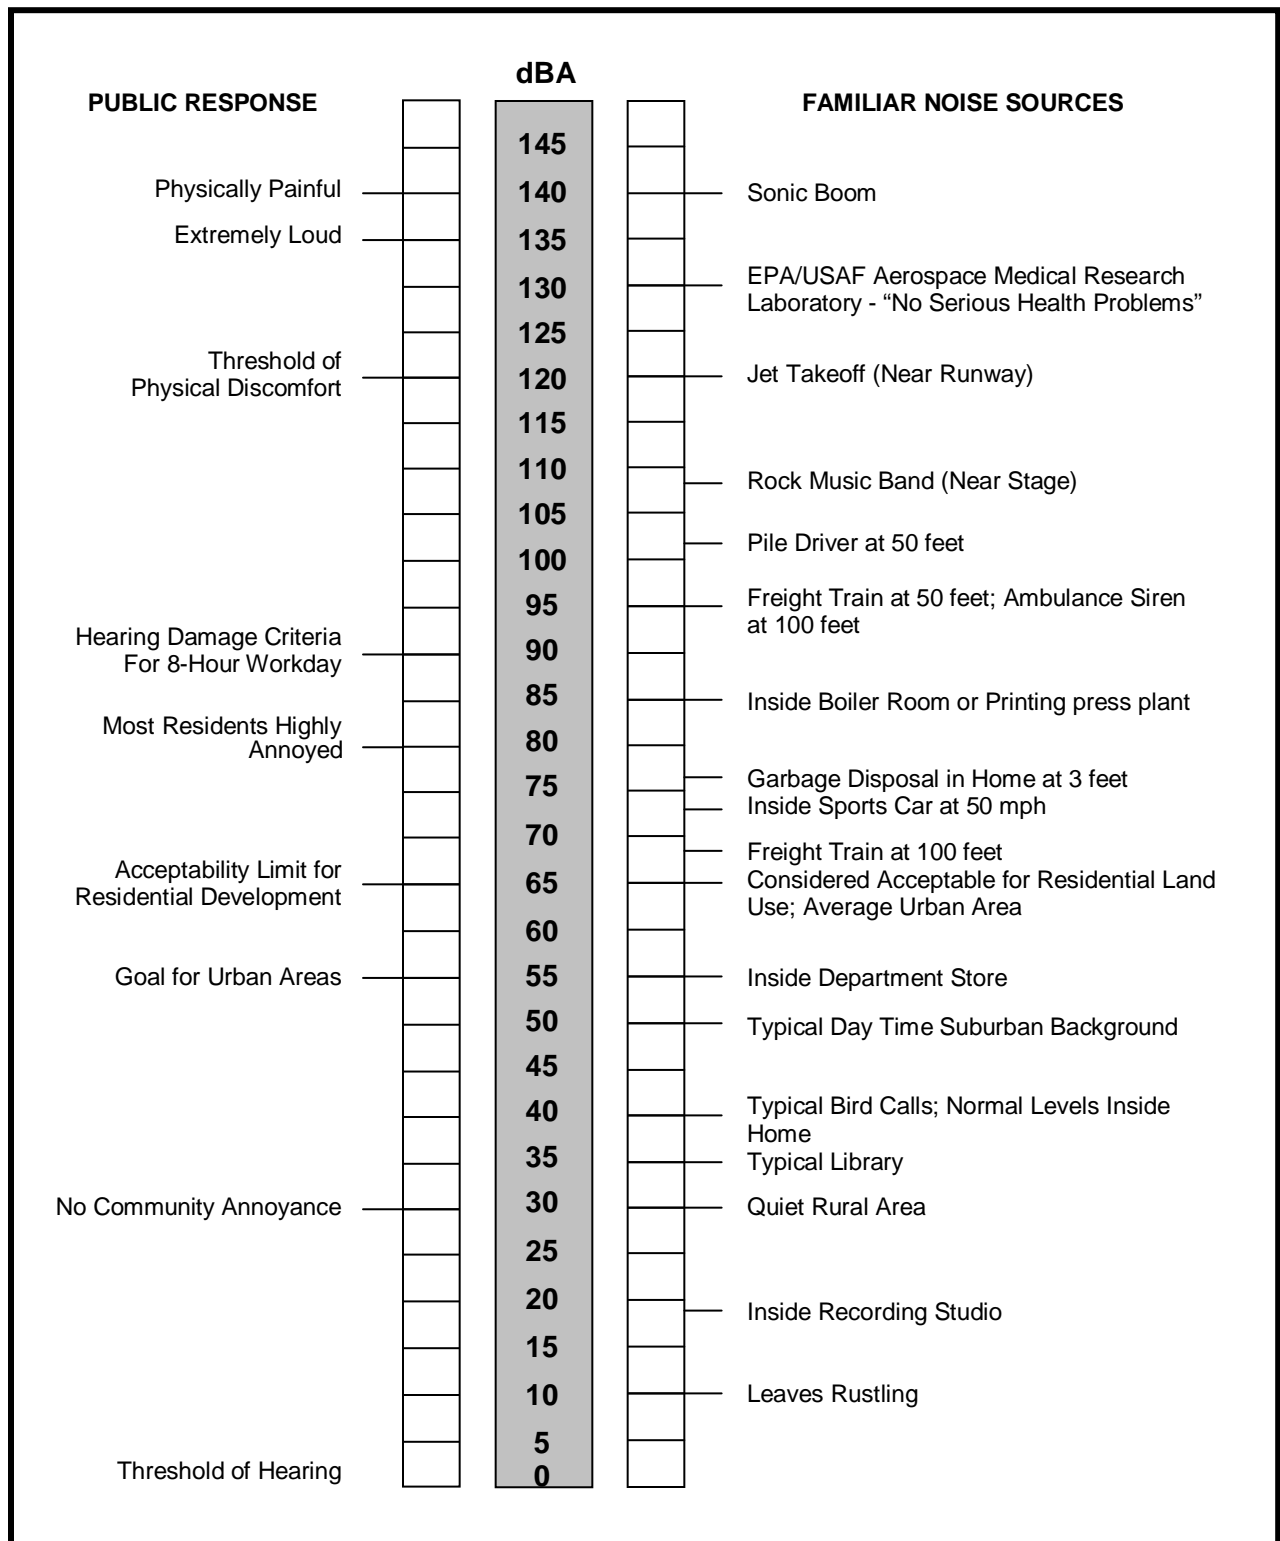 dBA
PUBLIC RESPONSE
FAMILIAR NOISE SOURCES
145
Physically Painful
140
Sonic Boom
Extremely Loud
135
130
EPA/USAF Aerospace Medical Research
Laboratory - “No Serious Health Problems”
125
Threshold of
Physical Discomfort
120
Jet Takeoff (Near Runway)
115
110
Rock Music Band (Near Stage)
105
Pile Driver at 50 feet
100
95
Freight Train at 50 feet; Ambulance Siren
at 100 feet
Hearing Damage Criteria
For 8-Hour Workday
90
85
Inside Boiler Room or Printing press plant
Most Residents Highly
Annoyed
80
Garbage Disposal in Home at 3 feet
75
Inside Sports Car at 50 mph
70
Freight Train at 100 feet
Acceptability Limit for
Residential Development
65
Considered Acceptable for Residential Land
Use; Average Urban Area
60
Goal for Urban Areas
55
Inside Department Store
50
Typical Day Time Suburban Background
45
40
Typical Bird Calls; Normal Levels Inside
Home
35
Typical Library
No Community Annoyance
30
Quiet Rural Area
25
20
Inside Recording Studio
15
10
Leaves Rustling
5
Threshold of Hearing
0